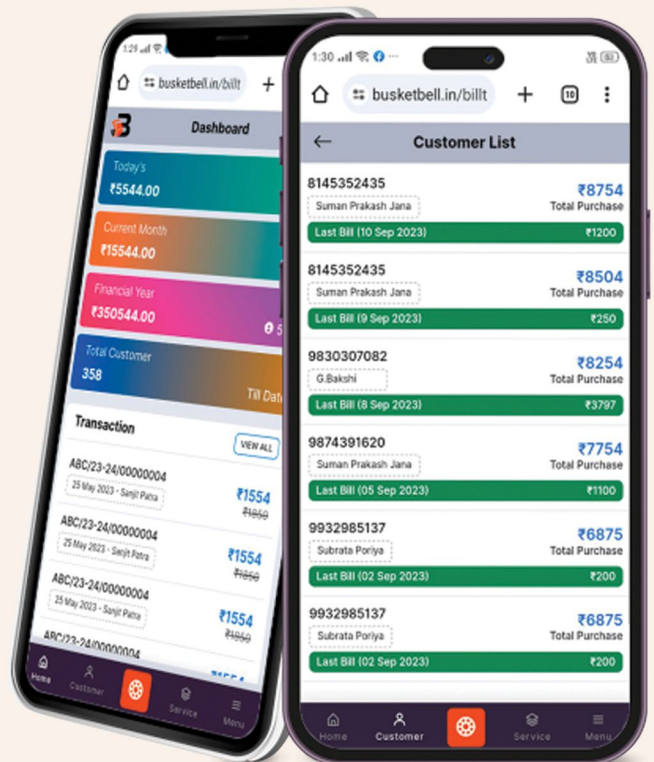 1:29
busketbell.in/billt
Dashboard
Today's
₹5544.00
Current Month
₹15544.00
Financial Year
₹350544.00
Total Customer
358
Till Date
Transaction
VIEW ALL
ABC/23-24/00000004
25 May 2023 - Sanjit Patra
₹1554
₹1850
ABC/23-24/00000004
25 May 2023 - Sanjit Patra
₹1554
₹1850
ABC/23-24/00000004
25 May 2023 - Sanjit Patra
₹1554
₹1850
ABC/23-24/00000004
₹1554
Home
Customer
Service
Menu
1:30
busketbell.in/billt
10
Customer List
8145352435
Suman Prakash Jana
₹8754
Total Purchase
Last Bill (10 Sep 2023) ₹1200
8145352435
Suman Prakash Jana
₹8504
Total Purchase
Last Bill (9 Sep 2023) ₹250
9830307082
G.Bakshi
₹8254
Total Purchase
Last Bill (8 Sep 2023) ₹3797
9874391620
Suman Prakash Jana
₹7754
Total Purchase
Last Bill (05 Sep 2023) ₹1100
9932985137
Subrata Poriya
₹6875
Total Purchase
Last Bill (02 Sep 2023) ₹200
9932985137
Subrata Poriya
₹6875
Total Purchase
Last Bill (02 Sep 2023) ₹200
Home
Customer
Service
Menu